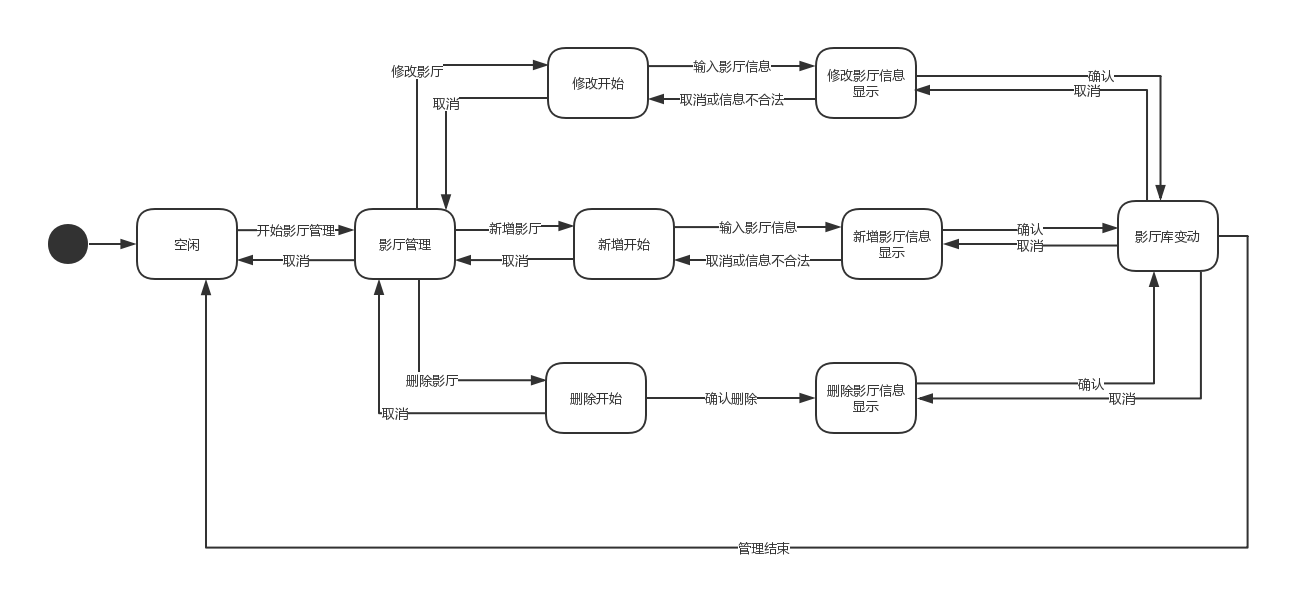 修改影厅
修改开始
输入影厅信息
修改影厅信息
显示
确认
取消
取消
取消或信息不合法
空闲
开始影厅管理
取消
影厅管理
新增影厅
取消
新增开始
输入影厅信息
取消或信息不合法
新增影厅信息
显示
确认
取消
影厅库变动
删除影厅
取消
删除开始
确认删除
删除影厅信息
显示
确认
取消
管理结束